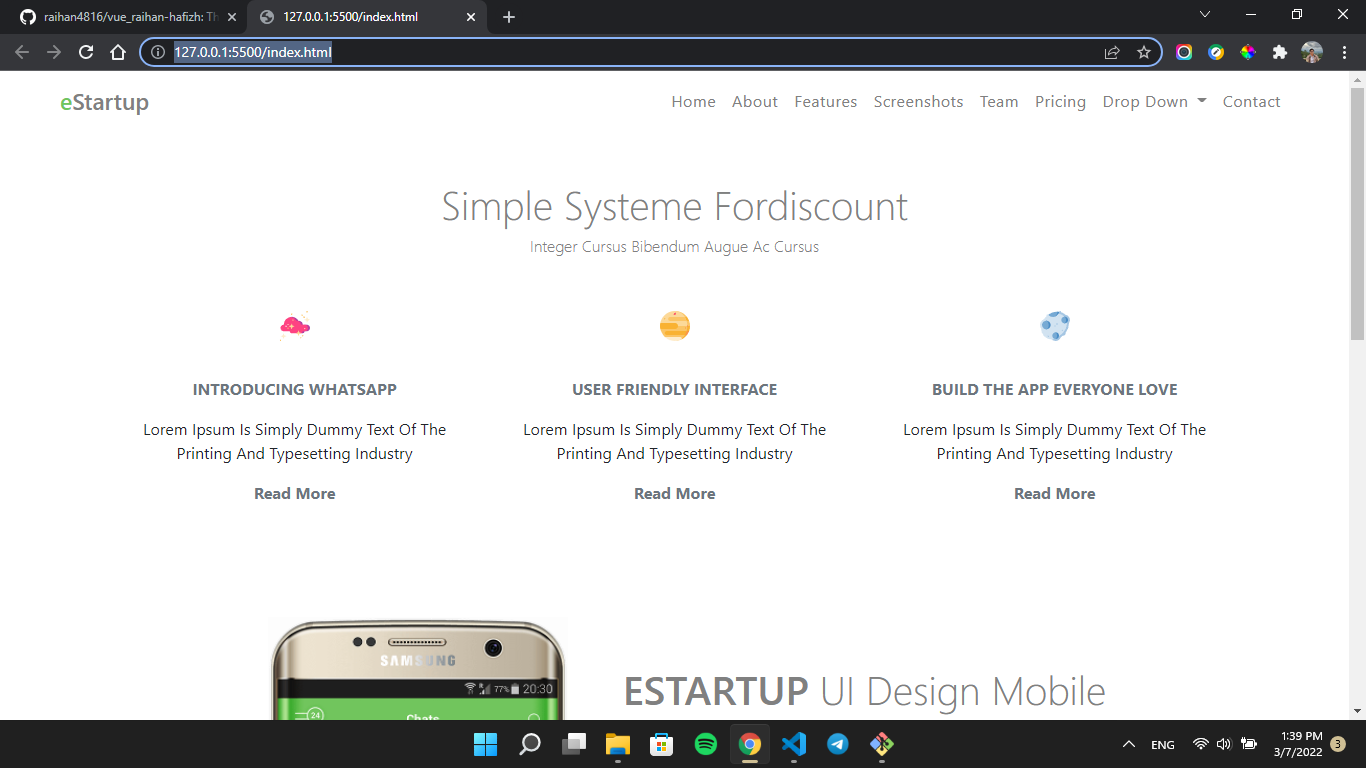 raihan4816/vue_raihan-hafizh: Th
127.0.0.1:5500/index.html
127.0.0.1:5500/index.html
eStartup
Home About Features Screenshots Team Pricing Drop Down Contact
Simple Systeme Fordiscount
Integer Cursus Bibendum Augue Ac Cursus
INTRODUCING WHATSAPP
Lorem Ipsum Is Simply Dummy Text Of The
Printing And Typesetting Industry
Read More
USER FRIENDLY INTERFACE
Lorem Ipsum Is Simply Dummy Text Of The
Printing And Typesetting Industry
Read More
BUILD THE APP EVERYONE LOVE
Lorem Ipsum Is Simply Dummy Text Of The
Printing And Typesetting Industry
Read More
SAMSUNG
77% 20:30
24
Chats
ESTARTUP UI Design Mobile
ENG
1:39 PM
3/7/2022
3